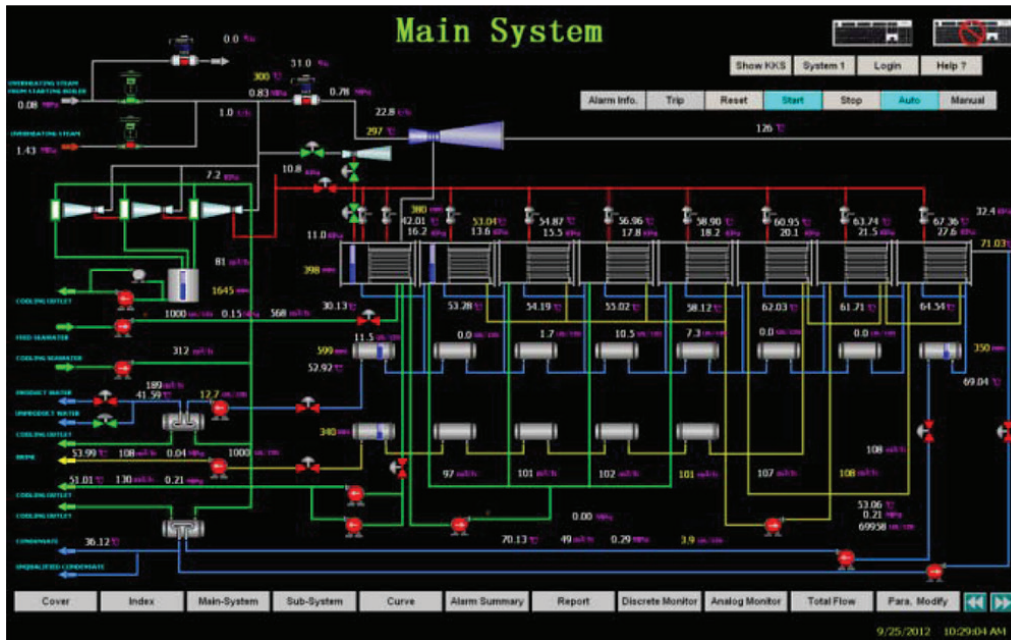 Main System
Show KKS System 1 Login Help ?
Alarm Info. Trip Reset Start Stop Auto Manual
0.0 %
31.0 %
300 ℃
0.83 MPa 0.78 MPa
OVERHEATING STEAM
FROM STARTING BOILER
0.08 MPa
1.0 t/h
22.8 t/h
297 ℃
126 ℃
OVERHEATING STEAM
1.43 MPa
7.2 KPa
10.8 KPa
380 mm
42.01 ℃ 53.04 ℃ 54.87 ℃ 56.96 ℃ 58.90 ℃ 60.95 ℃ 63.74 ℃ 67.36 ℃ 32.4 KPa
11.0 KPa 16.2 KPa 13.6 KPa 15.5 KPa 17.8 KPa 18.2 KPa 20.1 KPa 21.5 KPa 27.6 KPa
71.03 ℃
398 mm
81 m3/h
1645 mm
COOLING OUTLET
30.13 ℃ 53.28 ℃ 54.19 ℃ 55.02 ℃ 58.12 ℃ 62.03 ℃ 61.71 ℃ 64.54 ℃
1000 0.15 MPa 568 m3/h
FEED SEAWATER
11.5 0.0 1.7 10.5 7.3 0.0 0.0
312 m3/h
599 mm
350 mm
COOLING SEAWATER
52.92 ℃
69.04 ℃
189 m3/h
PRODUCT WATER
41.59 ℃
12.7
UNPRODUCT WATER
COOLING OUTLET
340 mm
BRINE
53.99 ℃ 108 m3/h 0.04 MPa 1000
108 m3/h
97 m3/h 101 m3/h 102 m3/h 101 m3/h 107 m3/h 108 m3/h
51.01 ℃ 130 m3/h 0.21 MPa
COOLING OUTLET
COOLING OUTLET
53.06 ℃
0.00 MPa
0.21 MPa
69958
CONDENSATE
36.12 ℃
70.13 ℃ 49 m3/h 0.29 MPa 3.9
UNQUALIFIED CONDENSATE
Cover Index Main-System Sub-System Curve Alarm Summary Report Discrete Monitor Analog Monitor Total Flow Para. Modify
9/25/2012 10:29:04 AM